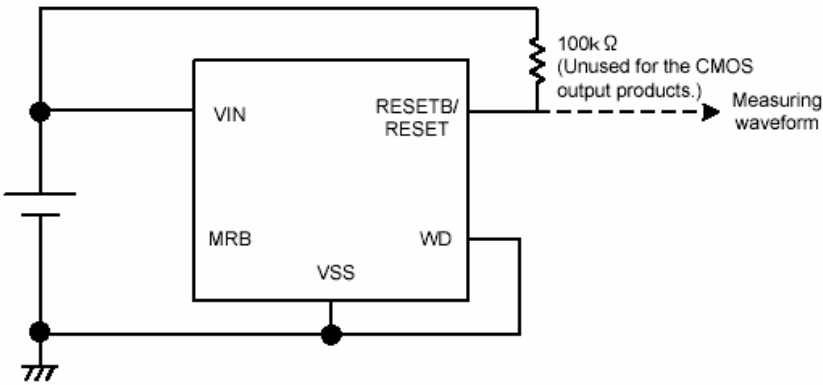 100k Ω
(Unused for the CMOS
output products.)
VIN
RESETB/
RESET
Measuring
waveform
MRB
WD
VSS